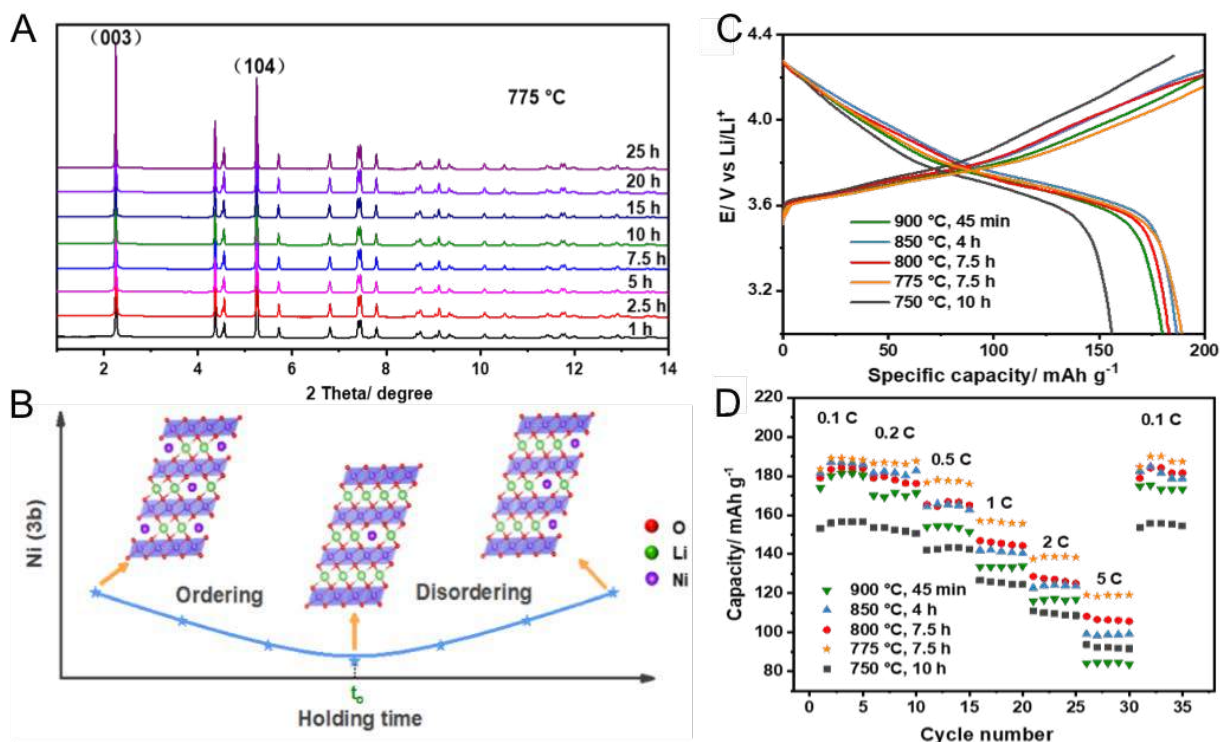 A
(003)
(104)
775 °C
25 h
20 h
15 h
10 h
7.5 h
5 h
2.5 h
1 h
2 4 6 8 10 12 14
2 Theta/ degree
B
Ni (3b)
Ordering
Disordering
O
Li
Ni
t₀
Holding time
C
4.4
4.0
3.6
3.2
E/ V vs Li/Li⁺
900 °C, 45 min
850 °C, 4 h
800 °C, 7.5 h
775 °C, 7.5 h
750 °C, 10 h
0 50 100 150 200
Specific capacity/ mAh g⁻¹
D
220
200
180
160
140
120
100
80
Capacity/ mAh g⁻¹
0.1 C
0.2 C
0.5 C
1 C
2 C
5 C
0.1 C
900 °C, 45 min
850 °C, 4 h
800 °C, 7.5 h
775 °C, 7.5 h
750 °C, 10 h
0 5 10 15 20 25 30 35
Cycle number